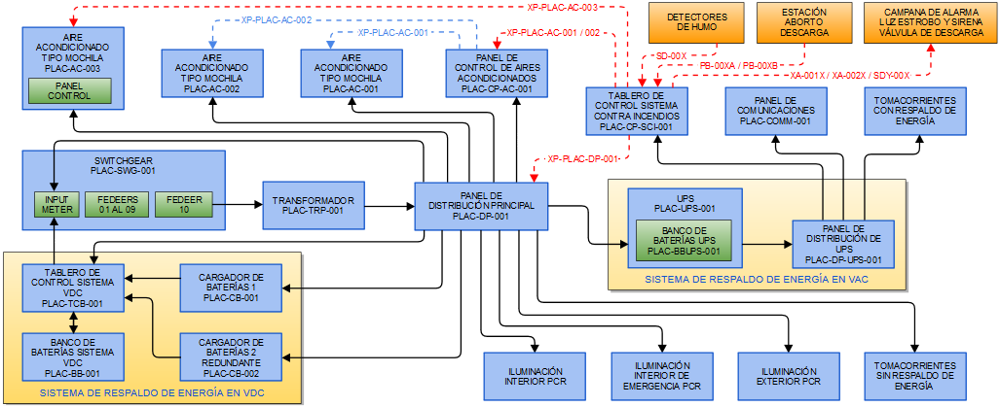 XP-PLAC-AC-003
XP-PLAC-AC-002
XP-PLAC-AC-001
XP-PLAC-AC-001 / 002
DETECTORES
DE HUMO
ESTACIÓN
ABORTO
DESCARGA
CAMPANA DE ALARMA
LUZ ESTROBO Y SIRENA
VÁLVULA DE DESCARGA
SD-00X
PB-00XA / PB-00XB
XA-001X / XA-002X / SDY-00X
AIRE
ACONDICIONADO
TIPO MOCHILA
PLAC-AC-003
PANEL
CONTROL
AIRE
ACONDICIONADO
TIPO MOCHILA
PLAC-AC-002
AIRE
ACONDICIONADO
TIPO MOCHILA
PLAC-AC-001
PANEL DE
CONTROL DE AIRES
ACONDICIONADOS
PLAC-CP-AC-001
TABLERO DE
CONTROL SISTEMA
CONTRA INCENDIOS
PLAC-CP-SCI-001
PANEL DE
COMUNICACIONES
PLAC-COMM-001
TOMACORRIENTES
CON RESPALDO DE
ENERGÍA
XP-PLAC-DP-001
SWITCHGEAR
PLAC-SWG-001
INPUT
METER
FEDEERS
01 AL 09
FEDEER
10
TRANSFORMADOR
PLAC-TRP-001
PANEL DE
DISTRIBUCIÓN PRINCIPAL
PLAC-DP-001
UPS
PLAC-UPS-001
BANCO DE
BATERÍAS UPS
PLAC-BBUPS-001
PANEL DE
DISTRIBUCIÓN DE
UPS
PLAC-DP-UPS-001
SISTEMA DE RESPALDO DE ENERGÍA EN VAC
TABLERO DE
CONTROL SISTEMA
VDC
PLAC-TCB-001
CARGADOR DE
BATERÍAS 1
PLAC-CB-001
BANCO DE
BATERÍAS SISTEMA
VDC
PLAC-BB-001
CARGADOR DE
BATERÍAS 2
REDUNDANTE
PLAC-CB-002
SISTEMA DE RESPALDO DE ENERGÍA EN VDC
ILUMINACIÓN
INTERIOR PCR
ILUMINACIÓN
INTERIOR DE
EMERGENCIA PCR
ILUMINACIÓN
EXTERIOR PCR
TOMACORRIENTES
SIN RESPALDO DE
ENERGÍA